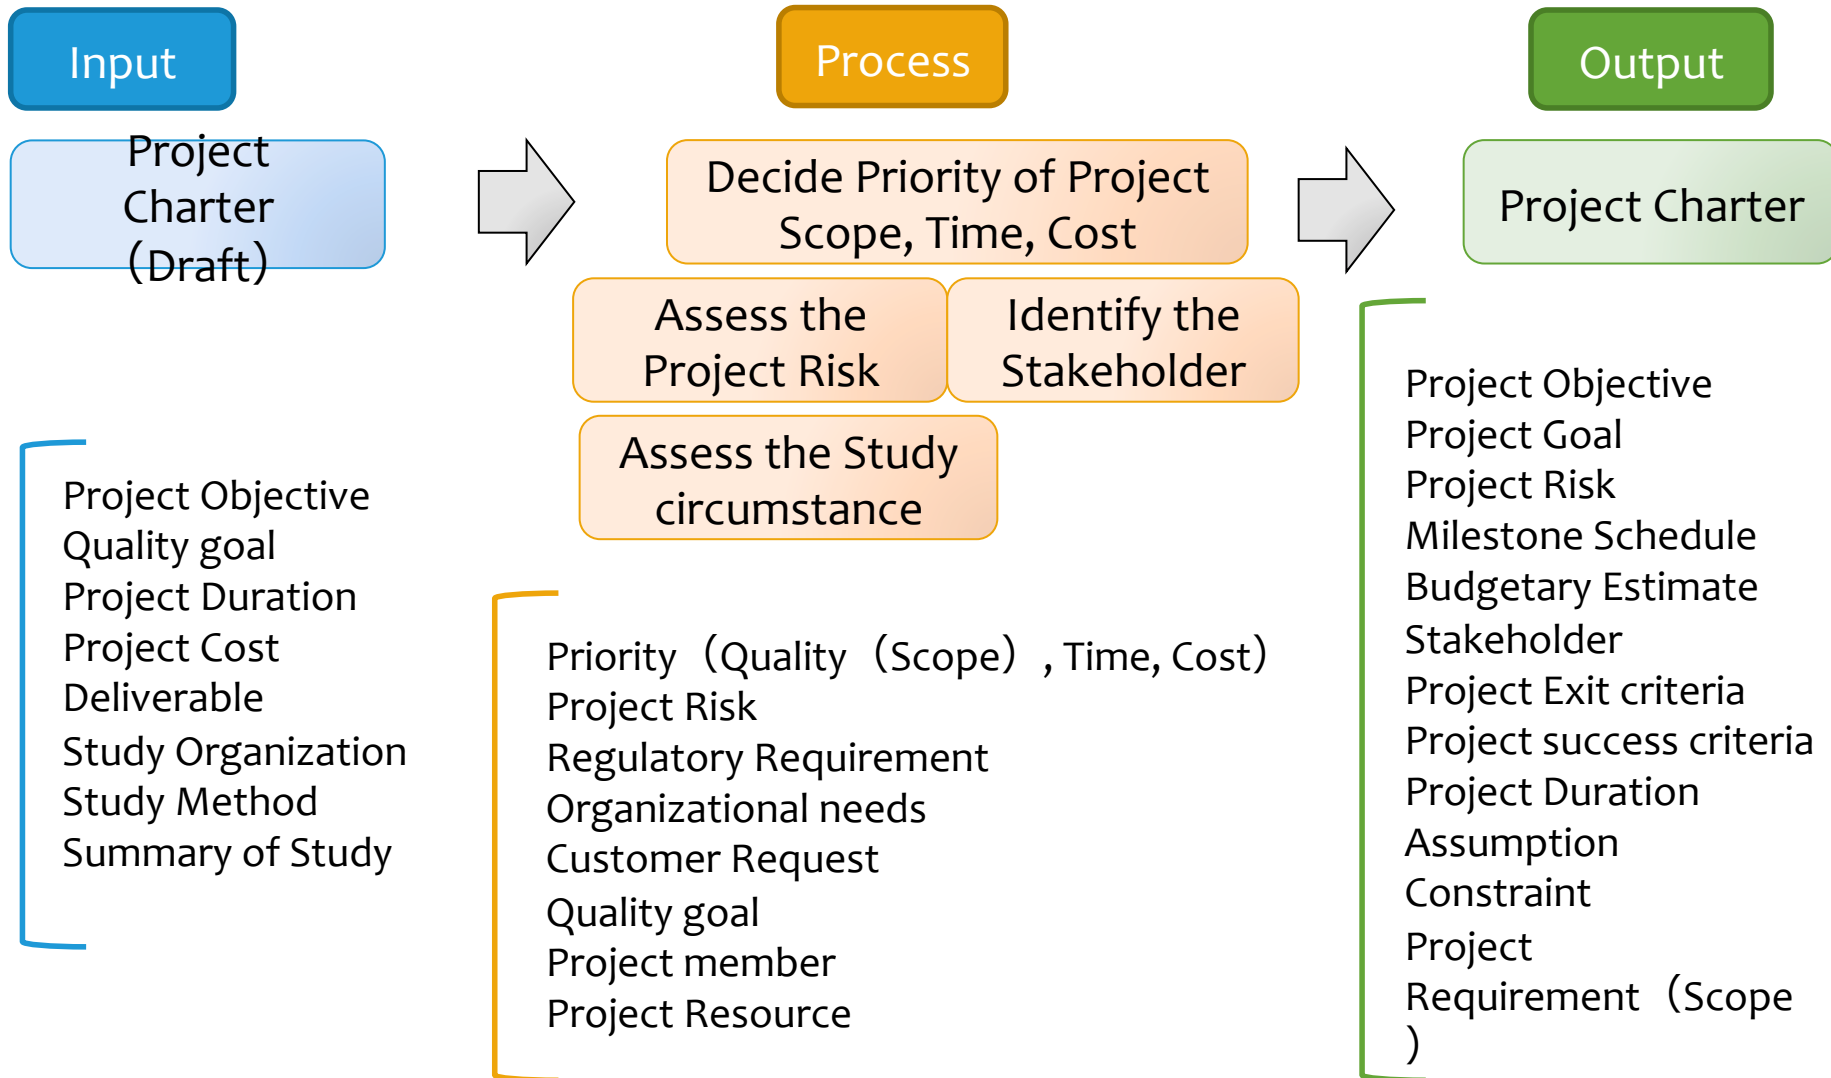 Input
Process
Output
Project
Charter
（Draft）
Decide Priority of Project
Scope, Time, Cost
Project Charter
Assess the
Project Risk
Identify the
Stakeholder
Assess the Study
circumstance
Project Objective
Quality goal
Project Duration
Project Cost
Deliverable
Study Organization
Study Method
Summary of Study
Priority（Quality（Scope）, Time, Cost）
Project Risk
Regulatory Requirement
Organizational needs
Customer Request
Quality goal
Project member
Project Resource
Project Objective
Project Goal
Project Risk
Milestone Schedule
Budgetary Estimate
Stakeholder
Project Exit criteria
Project success criteria
Project Duration
Assumption
Constraint
Project
Requirement（Scope
）